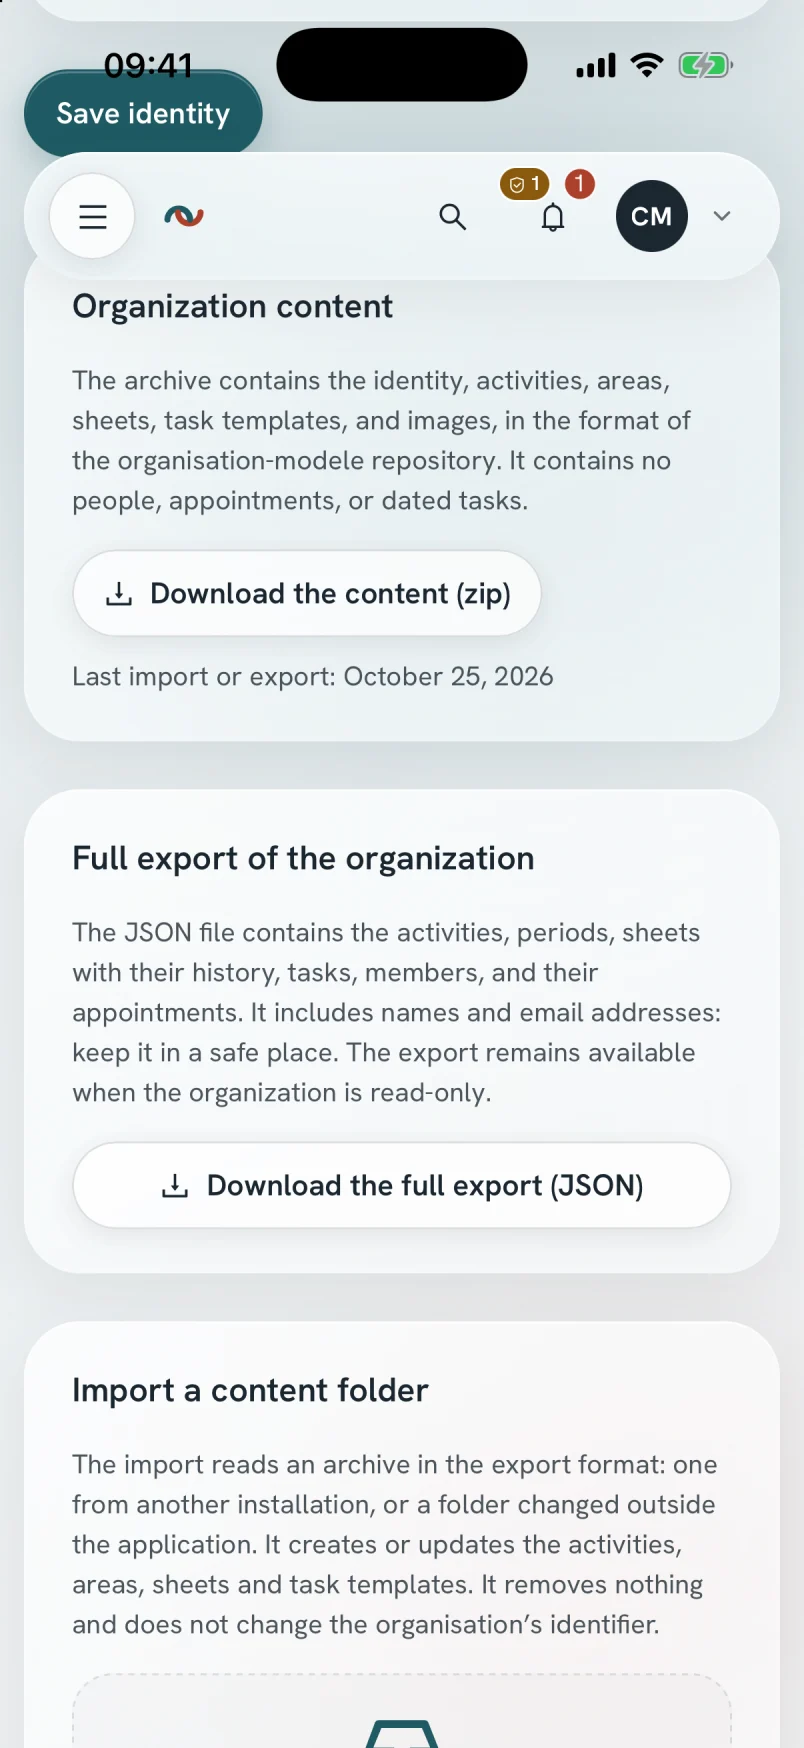 09:41
Save identity
1
1
CM
Organization content
The archive contains the identity, activities, areas,
sheets, task templates, and images, in the format of
the organisation-modele repository. It contains no
people, appointments, or dated tasks.
Download the content (zip)
Last import or export: October 25, 2026
Full export of the organization
The JSON file contains the activities, periods, sheets
with their history, tasks, members, and their
appointments. It includes names and email addresses:
keep it in a safe place. The export remains available
when the organization is read-only.
Download the full export (JSON)
Import a content folder
The import reads an archive in the export format: one
from another installation, or a folder changed outside
the application. It creates or updates the activities,
areas, sheets and task templates. It removes nothing
and does not change the organisation’s identifier.